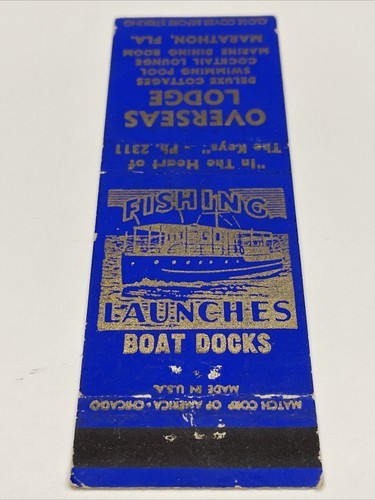 CLOSE COVER BEFORE STRIKING
OVERSEAS
LODGE
DELUXE COTTAGES
SWIMMING POOL
COCKTAIL LOUNGE
MARINE DINING ROOM
MARATHON, FLA.
"In The Heart of
The Keys" - Ph. 2311
FISHING
LAUNCHES
BOAT DOCKS
MATCH CORP. OF AMERICA • CHICAGO
MADE IN U.S.A.